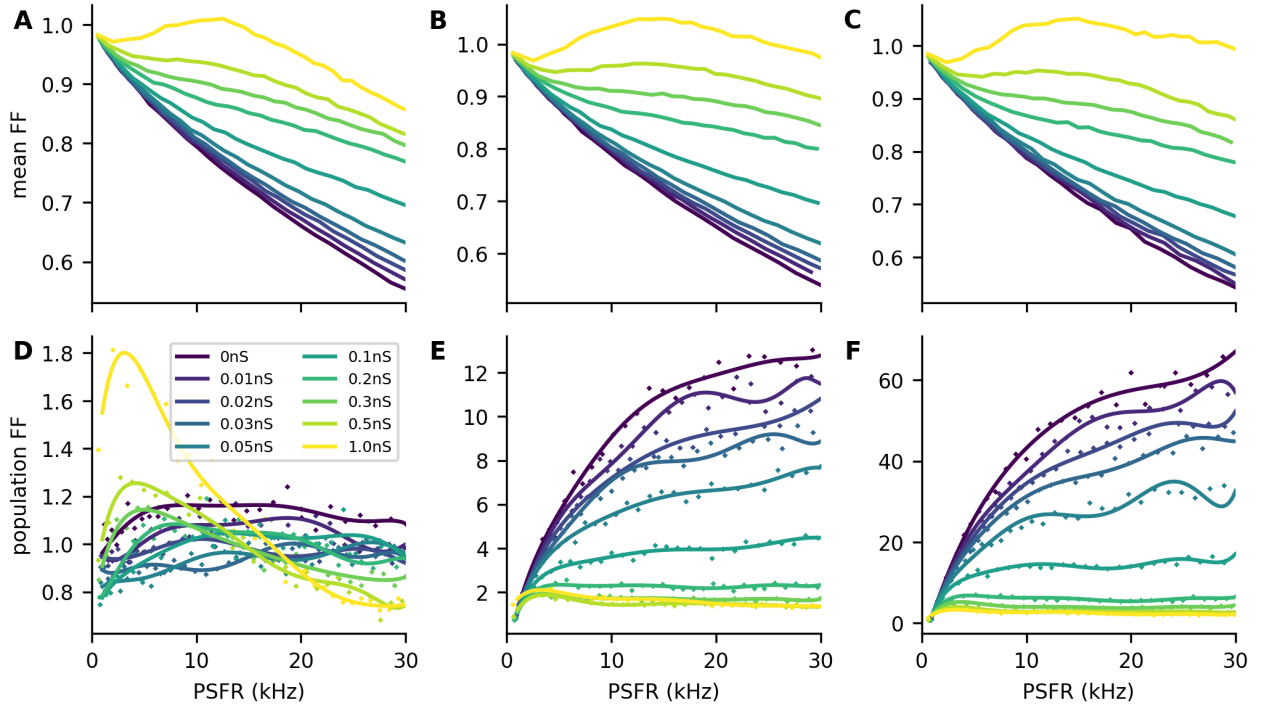 A
B
C
mean FF
1.0
0.9
0.8
0.7
0.6
1.0
0.9
0.8
0.7
0.6
1.0
0.9
0.8
0.7
0.6
D
E
F
population FF
1.8
1.6
1.4
1.2
1.0
0.8
0nS
0.01nS
0.02nS
0.03nS
0.05nS
0.1nS
0.2nS
0.3nS
0.5nS
1.0nS
12
10
8
6
4
2
60
40
20
0
0 10 20 30
0 10 20 30
0 10 20 30
PSFR (kHz)
PSFR (kHz)
PSFR (kHz)